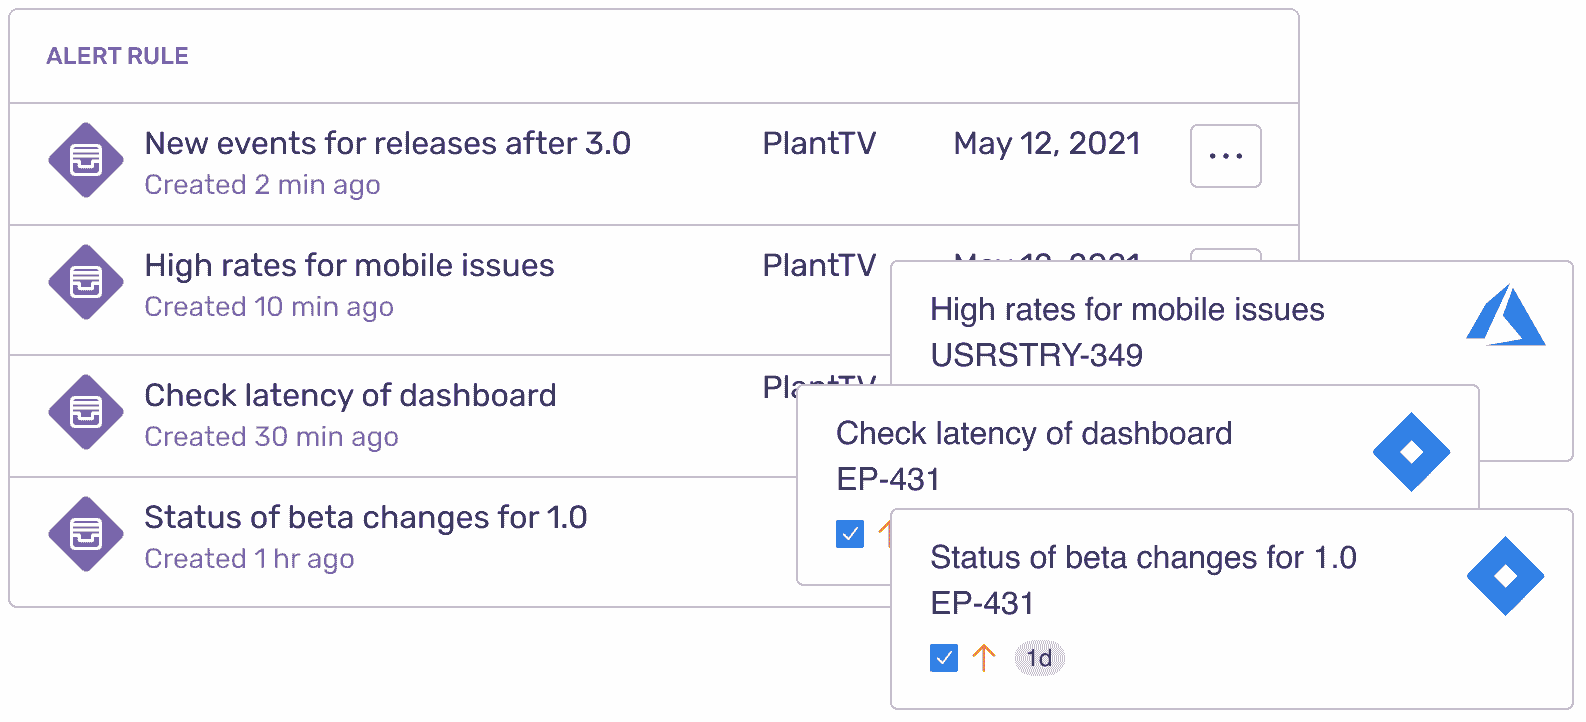 ALERT RULE
New events for releases after 3.0 PlantTV May 12, 2021 ...
Created 2 min ago
High rates for mobile issues PlantTV
Created 10 min ago
Check latency of dashboard
Created 30 min ago
Status of beta changes for 1.0
Created 1 hr ago
High rates for mobile issues
USRSTRY-349
Check latency of dashboard
EP-431
Status of beta changes for 1.0
EP-431
1d